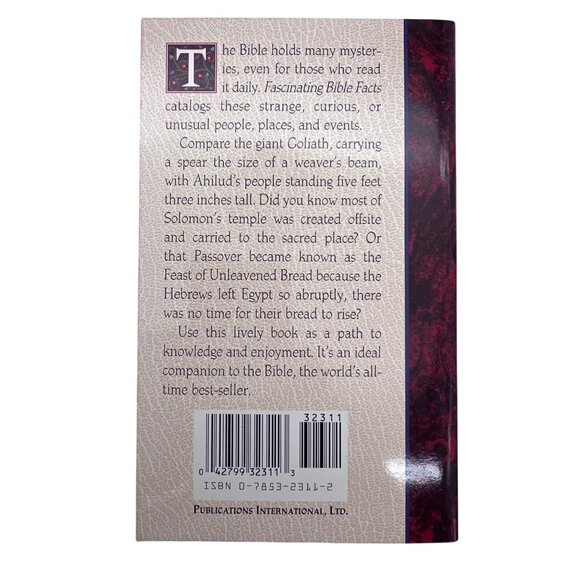 The Bible holds many myster-
ies, even for those who read
it daily. Fascinating Bible Facts
catalogs these strange, curious, or
unusual people, places, and events.
Compare the giant Goliath, carrying
a spear the size of a weaver's beam,
with Ahilud's people standing five feet
three inches tall. Did you know most of
Solomon's temple was created offsite
and carried to the sacred place? Or
that Passover became known as the
Feast of Unleavened Bread because the
Hebrews left Egypt so abruptly, there
was no time for their bread to rise?
Use this lively book as a path to
knowledge and enjoyment. It's an ideal
companion to the Bible, the world's all-
time best-seller.
32311
0 42799 32311 3
ISBN 0-7853-2311-2
PUBLICATIONS INTERNATIONAL, LTD.